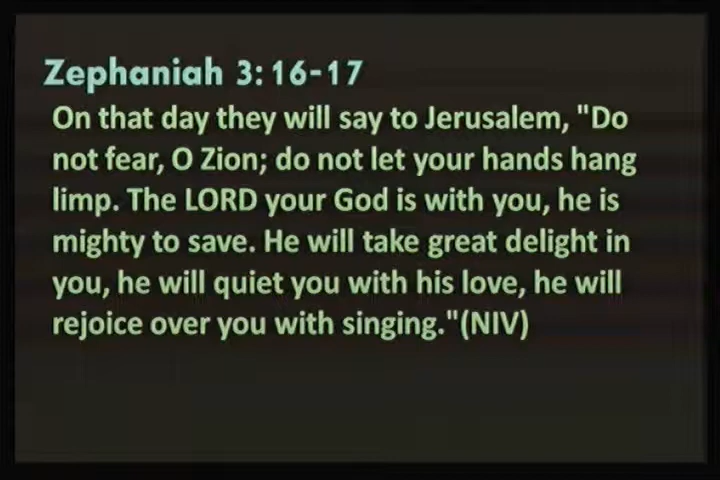 Zephaniah 3:16-17
On that day they will say to Jerusalem, "Do
not fear, O Zion; do not let your hands hang
limp. The LORD your God is with you, he is
mighty to save. He will take great delight in
you, he will quiet you with his love, he will
rejoice over you with singing."(NIV)